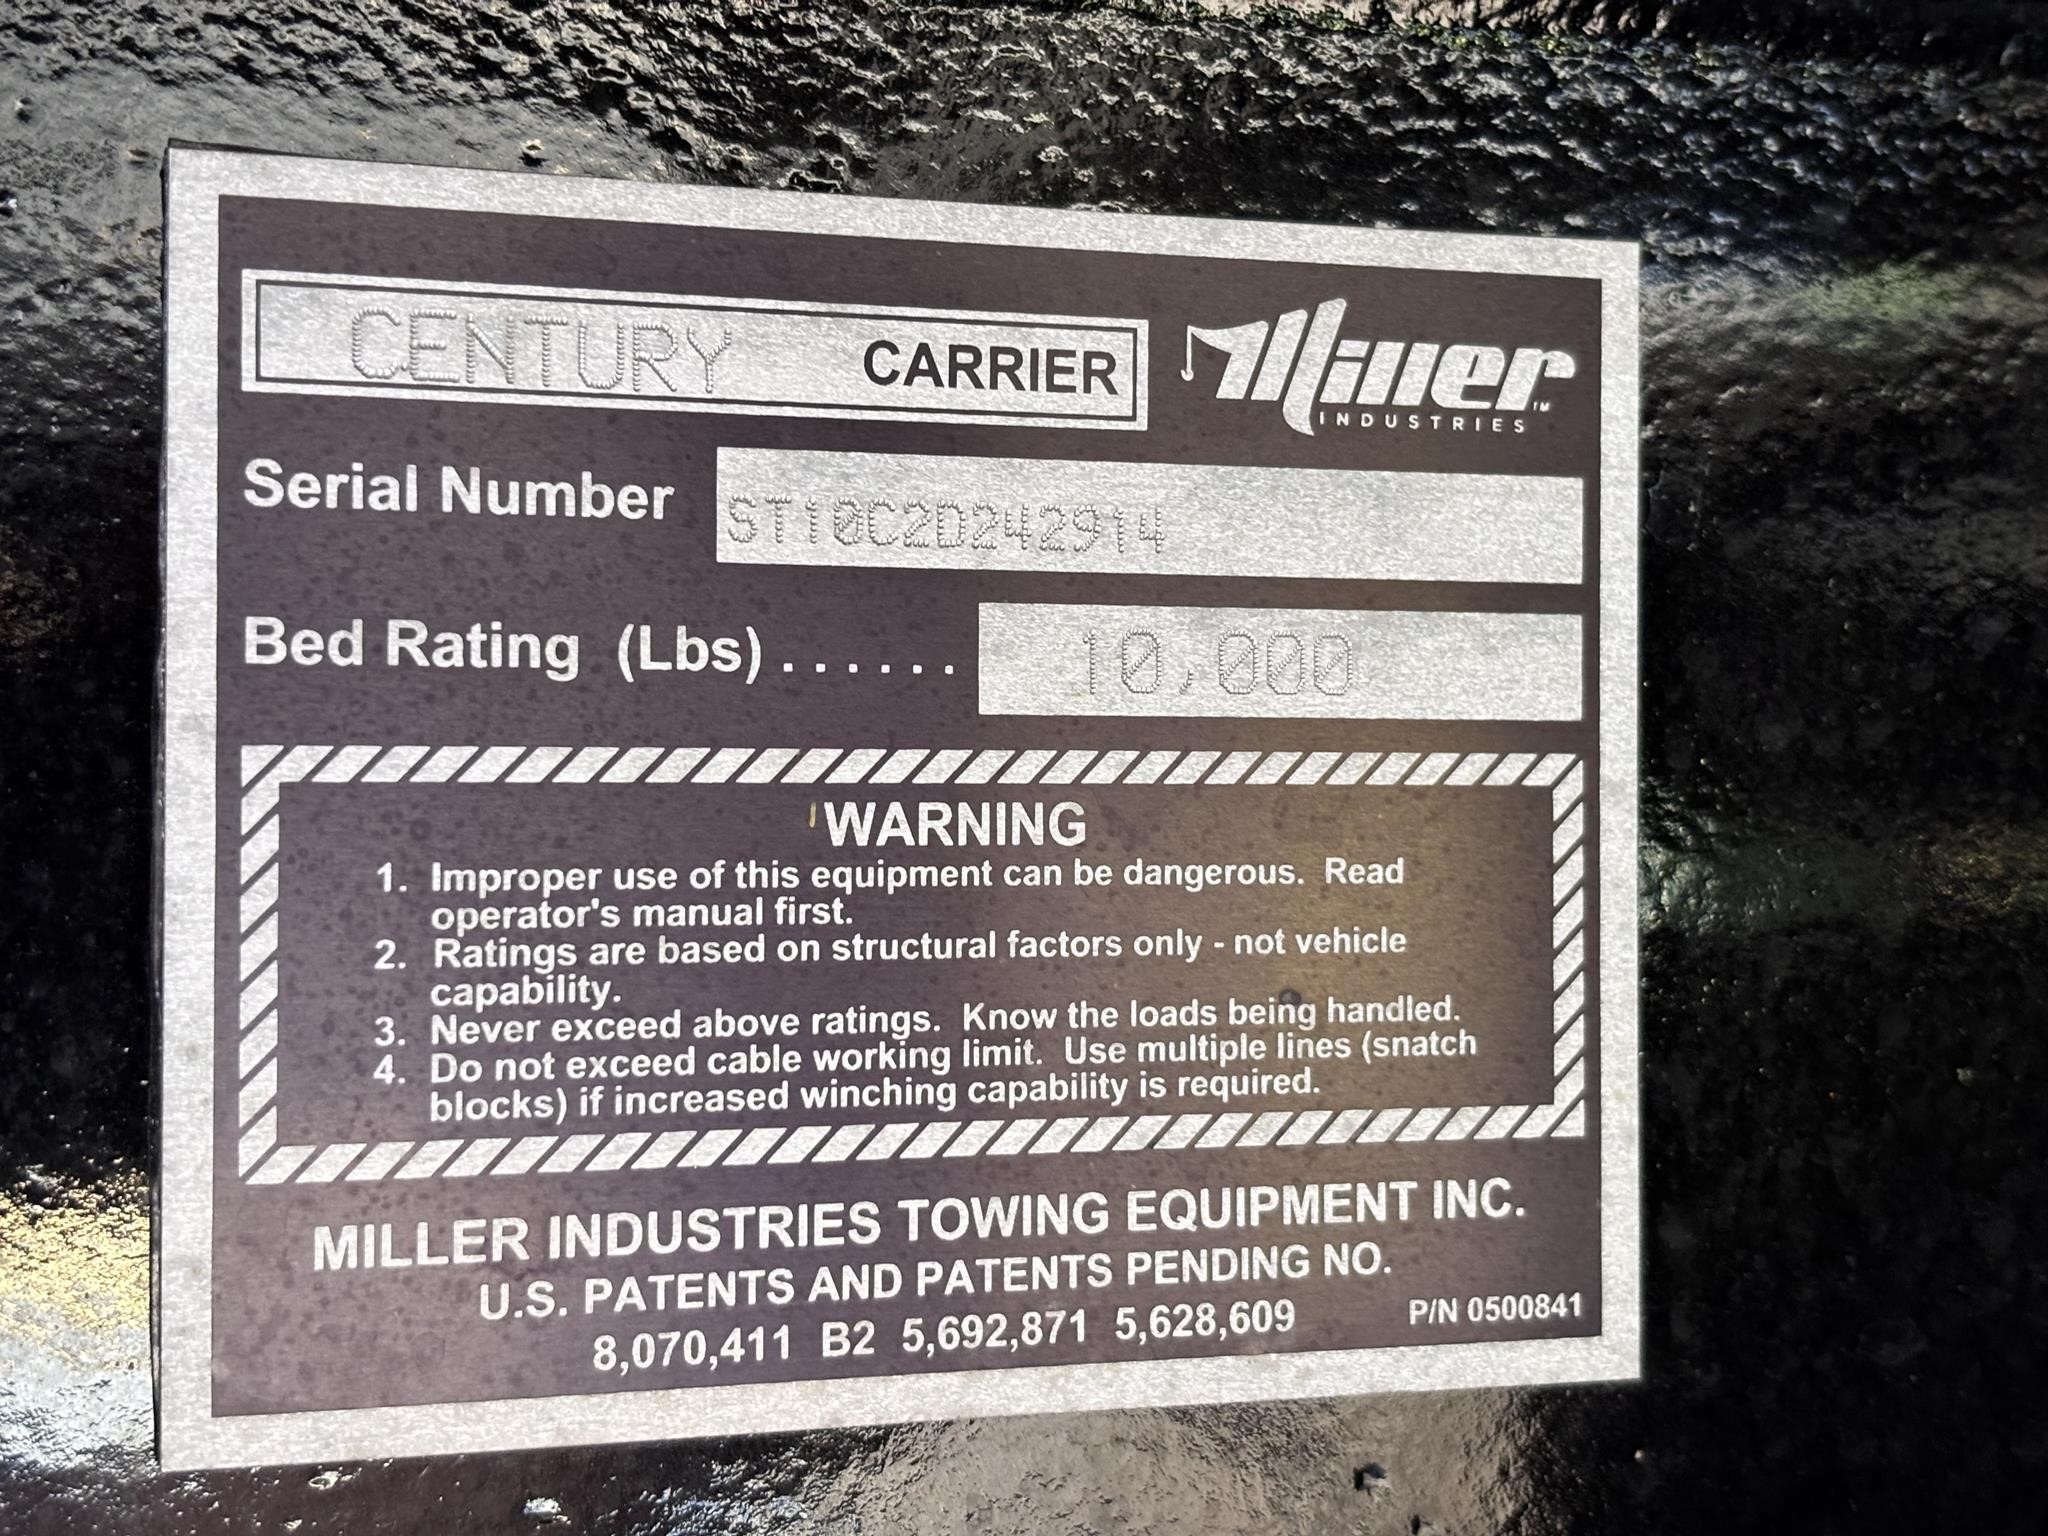 CENTURY CARRIER
Miller™
INDUSTRIES
Serial Number ST10C2D242914
Bed Rating (Lbs)...... 10,000
WARNING
1. Improper use of this equipment can be dangerous. Read
operator's manual first.
2. Ratings are based on structural factors only - not vehicle
capability.
3. Never exceed above ratings. Know the loads being handled.
4. Do not exceed cable working limit. Use multiple lines (snatch
blocks) if increased winching capability is required.
MILLER INDUSTRIES TOWING EQUIPMENT INC.
U.S. PATENTS AND PATENTS PENDING NO.
8,070,411 B2 5,692,871 5,628,609
P/N 0500841